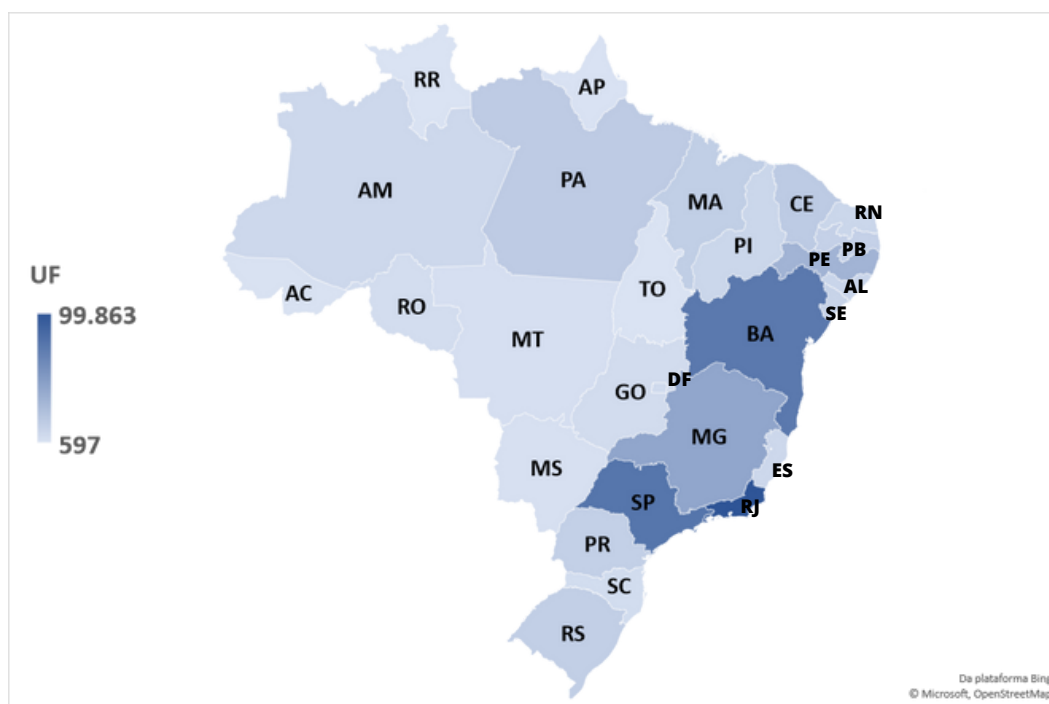 RR
AP
AM
PA
MA
CE
RN
PI
PB
PE
AL
SE
AC
RO
TO
MT
BA
DF
GO
MG
MS
ES
SP
RJ
PR
SC
RS
UF
99.863
597
Da plataforma Bing
© Microsoft, OpenStreetMap